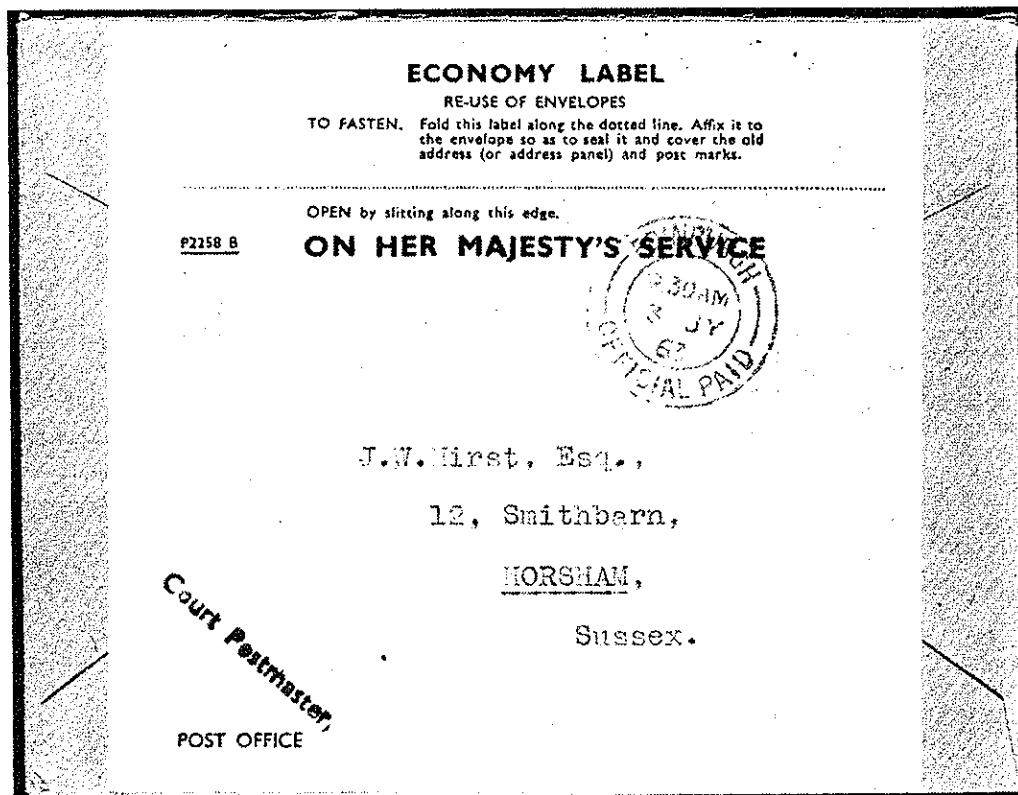 ECONOMY LABEL
RE-USE OF ENVELOPES
TO FASTEN. Fold this label along the dotted line. Affix it to
the envelope so as to seal it and cover the old
address (or address panel) and post marks.
OPEN by slitting along this edge.
P2258 B
ON HER MAJESTY'S SERVICE
EDINBURGH
9.30AM
3 JY
67
OFFICIAL PAID
J.W.Hirst, Esq.,
12, Smithbarn,
HORSHAM,
Sussex.
Court Postmaster,
POST OFFICE